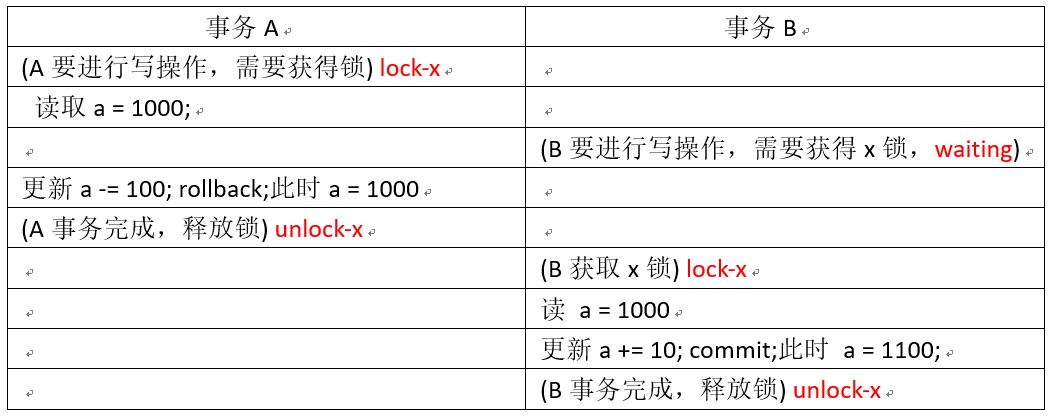 事务 A 事务 B
(A 要进行写操作，需要获得锁) lock-x
读取 a = 1000;
(B 要进行写操作，需要获得 x 锁，waiting)
更新 a -= 100; rollback;此时 a = 1000
(A 事务完成，释放锁) unlock-x
(B 获取 x 锁) lock-x
读 a = 1000
更新 a += 10; commit;此时 a = 1100;
(B 事务完成，释放锁) unlock-x